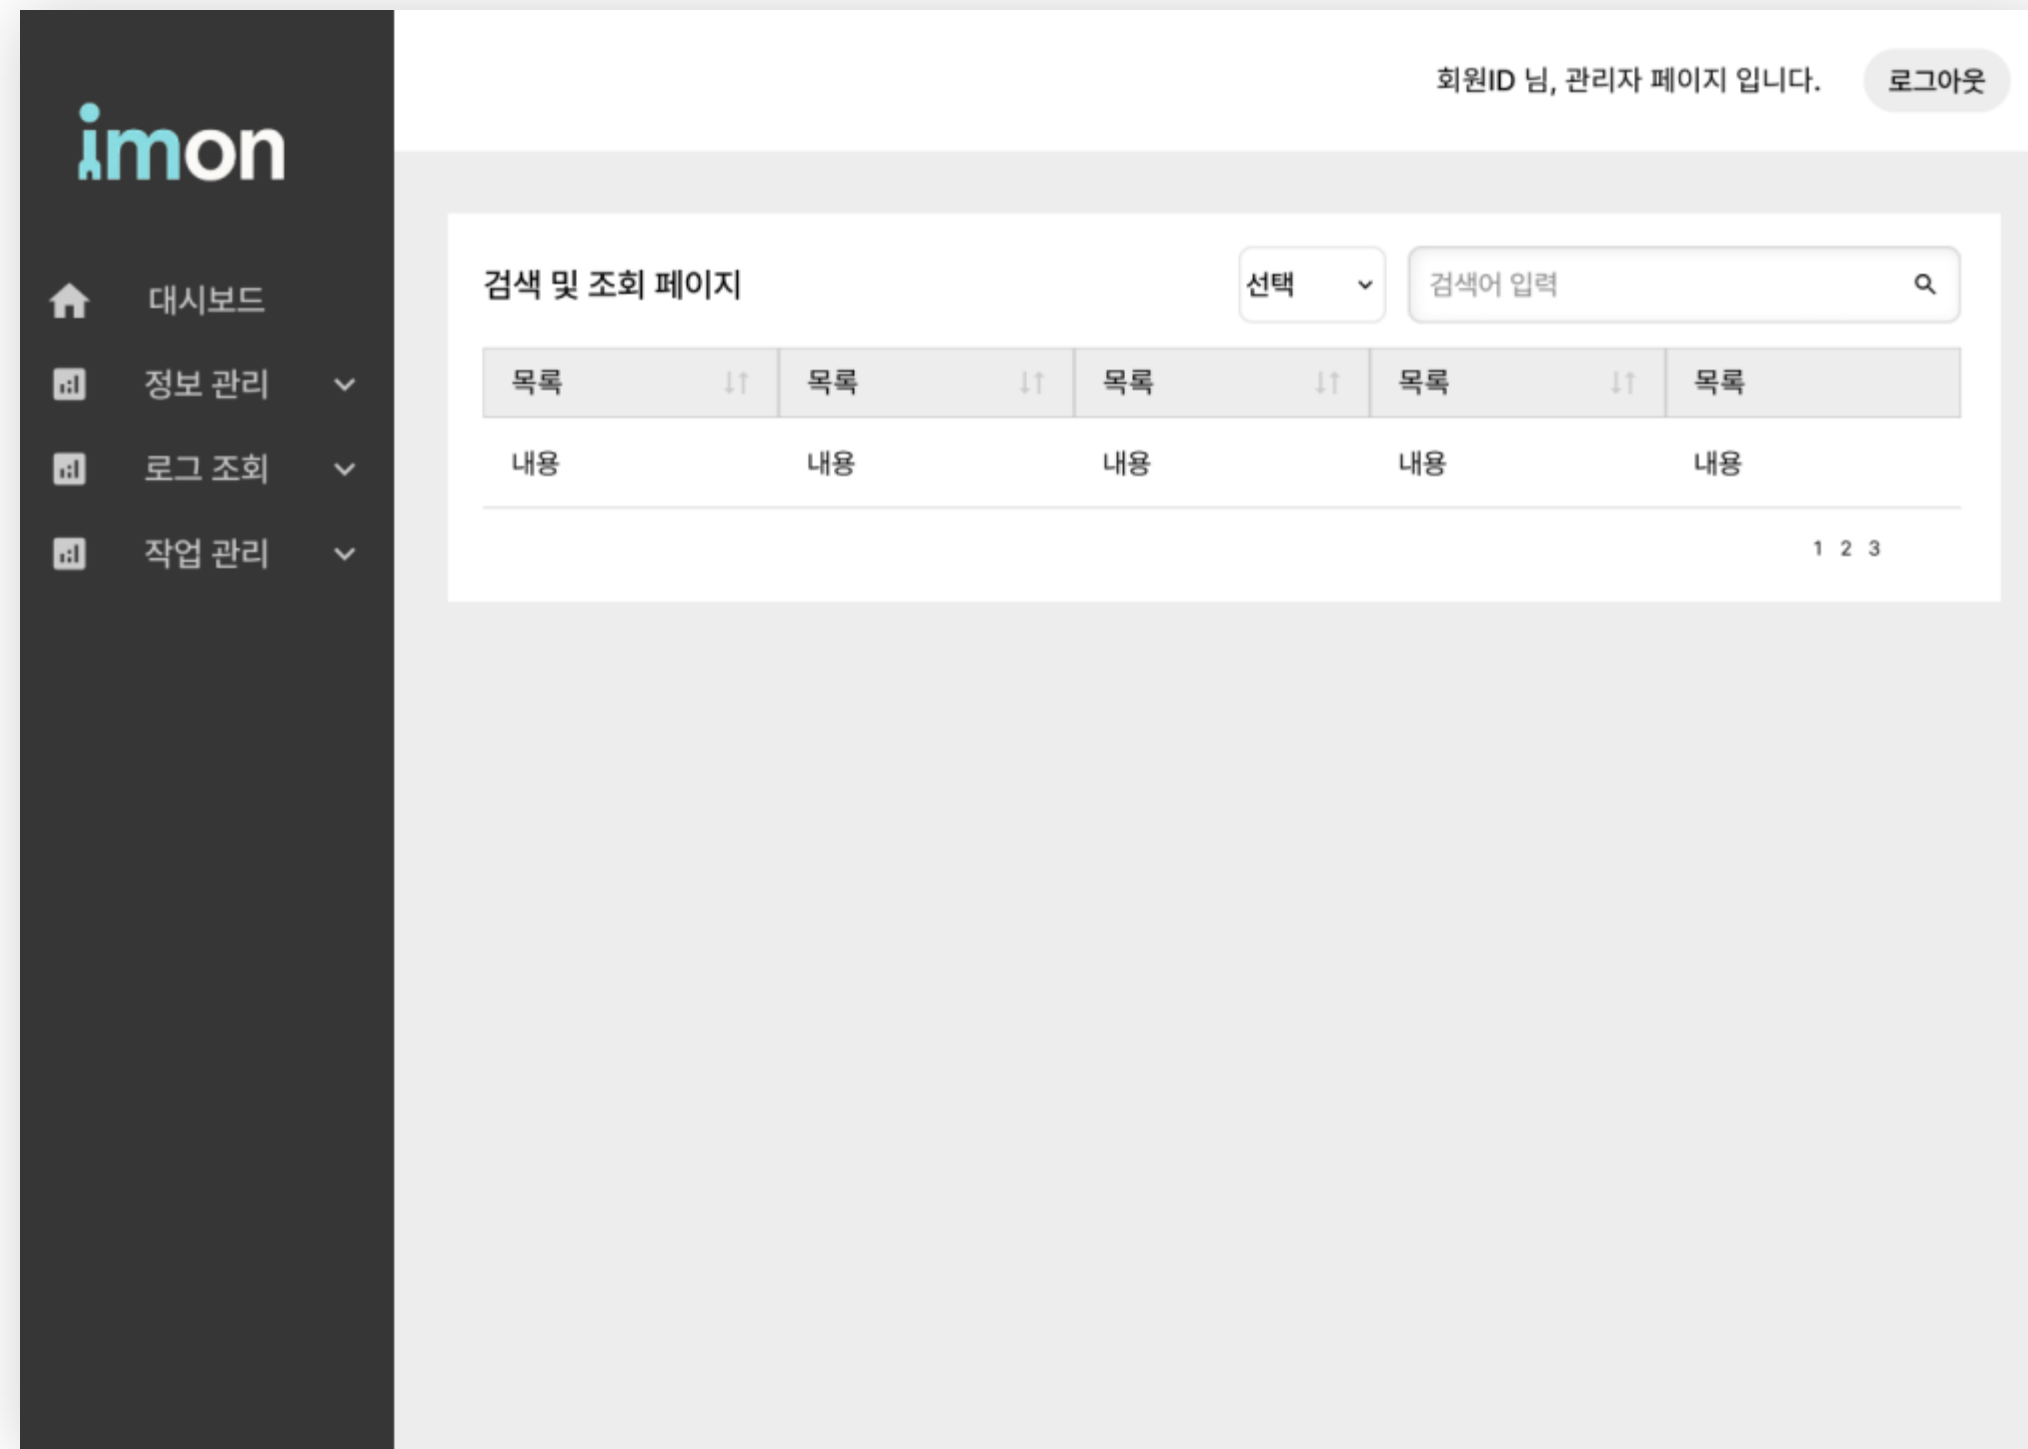 회원ID 님, 관리자 페이지 입니다. 로그아웃
imon
대시보드
정보 관리
로그 조회
작업 관리
검색 및 조회 페이지 선택 검색어 입력
목록 목록 목록 목록 목록
내용 내용 내용 내용 내용
1 2 3